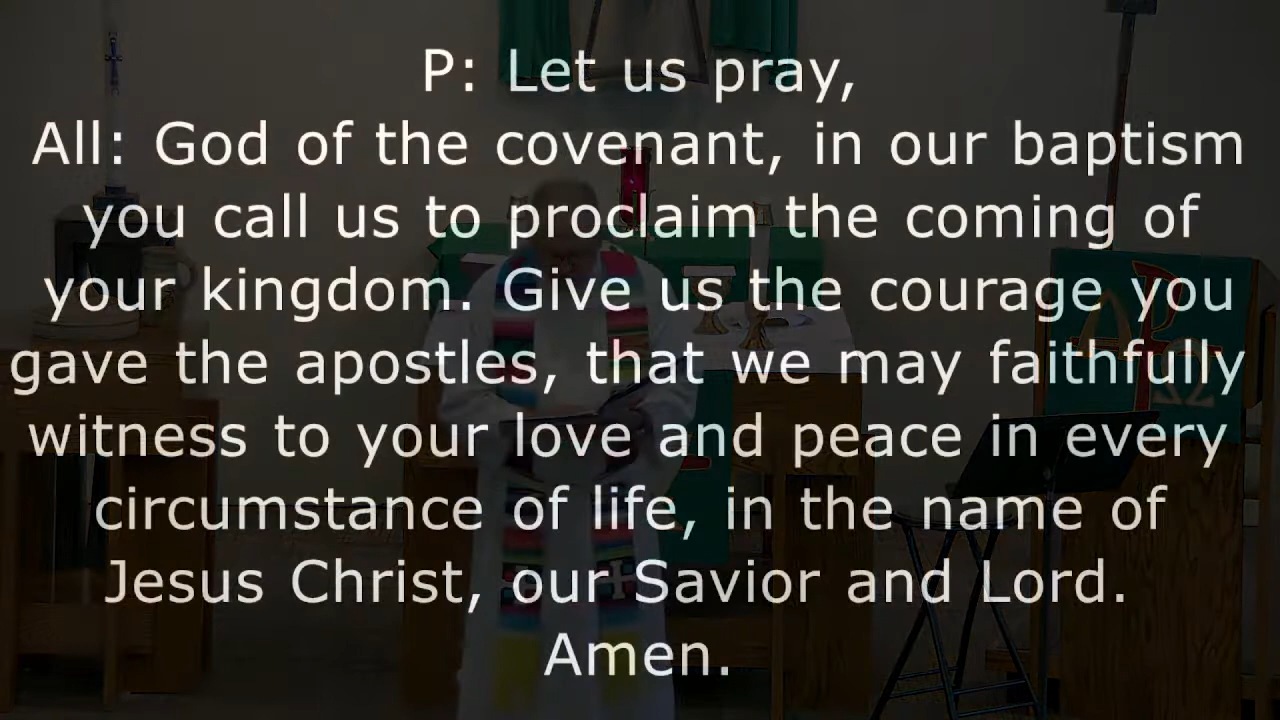 P: Let us pray,
All: God of the covenant, in our baptism
you call us to proclaim the coming of
your kingdom. Give us the courage you
gave the apostles, that we may faithfully
witness to your love and peace in every
circumstance of life, in the name of
Jesus Christ, our Savior and Lord.
Amen.